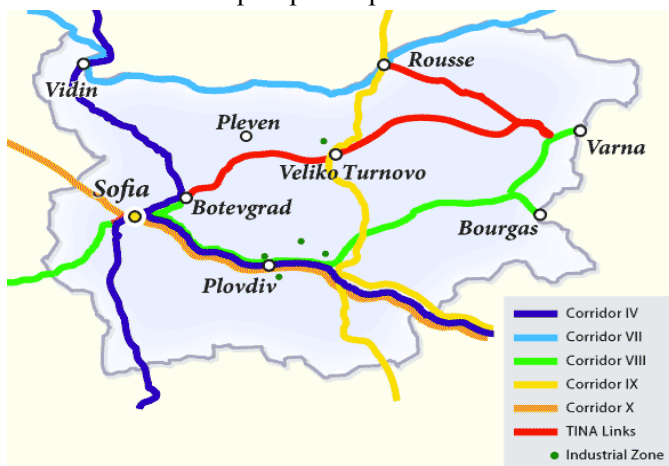 Rousse
Vidin
Pleven
Varna
Veliko Turnovo
Sofia
Botevgrad
Bourgas
Plovdiv
Corridor IV
Corridor VII
Corridor VIII
Corridor IX
Corridor X
TINA Links
Industrial Zone